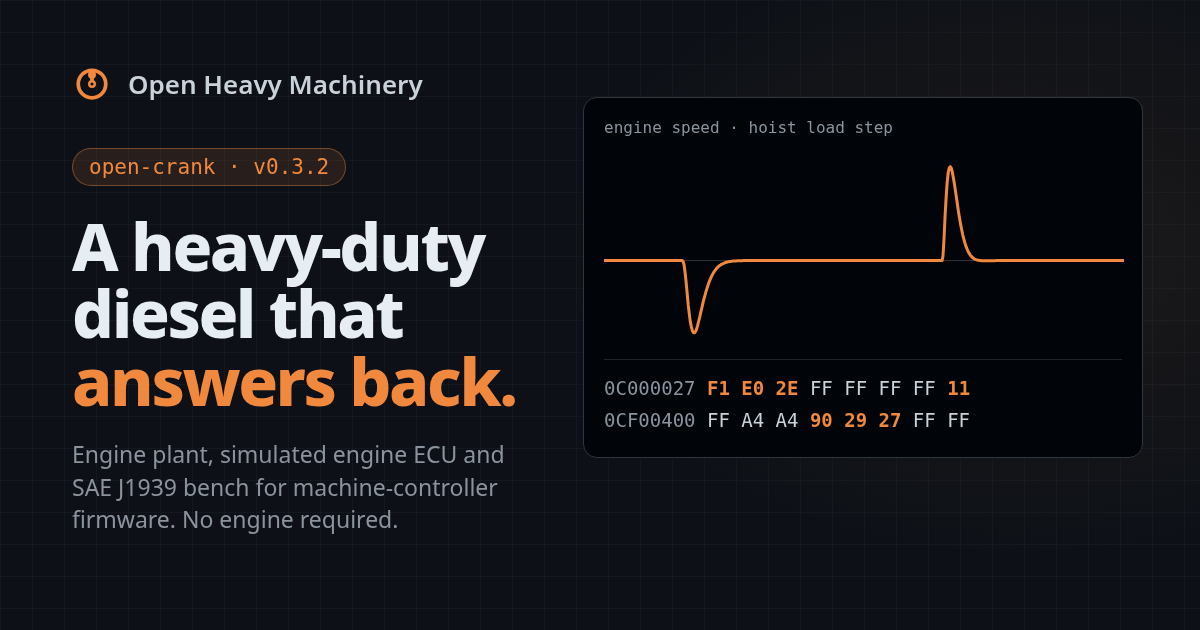 Open Heavy Machinery
open-crank · v0.3.2
A heavy-duty
diesel that
answers back.
Engine plant, simulated engine ECU and
SAE J1939 bench for machine-controller
firmware. No engine required.
engine speed · hoist load step
0C000027 F1 E0 2E FF FF FF FF 11
0CF00400 FF A4 A4 90 29 27 FF FF